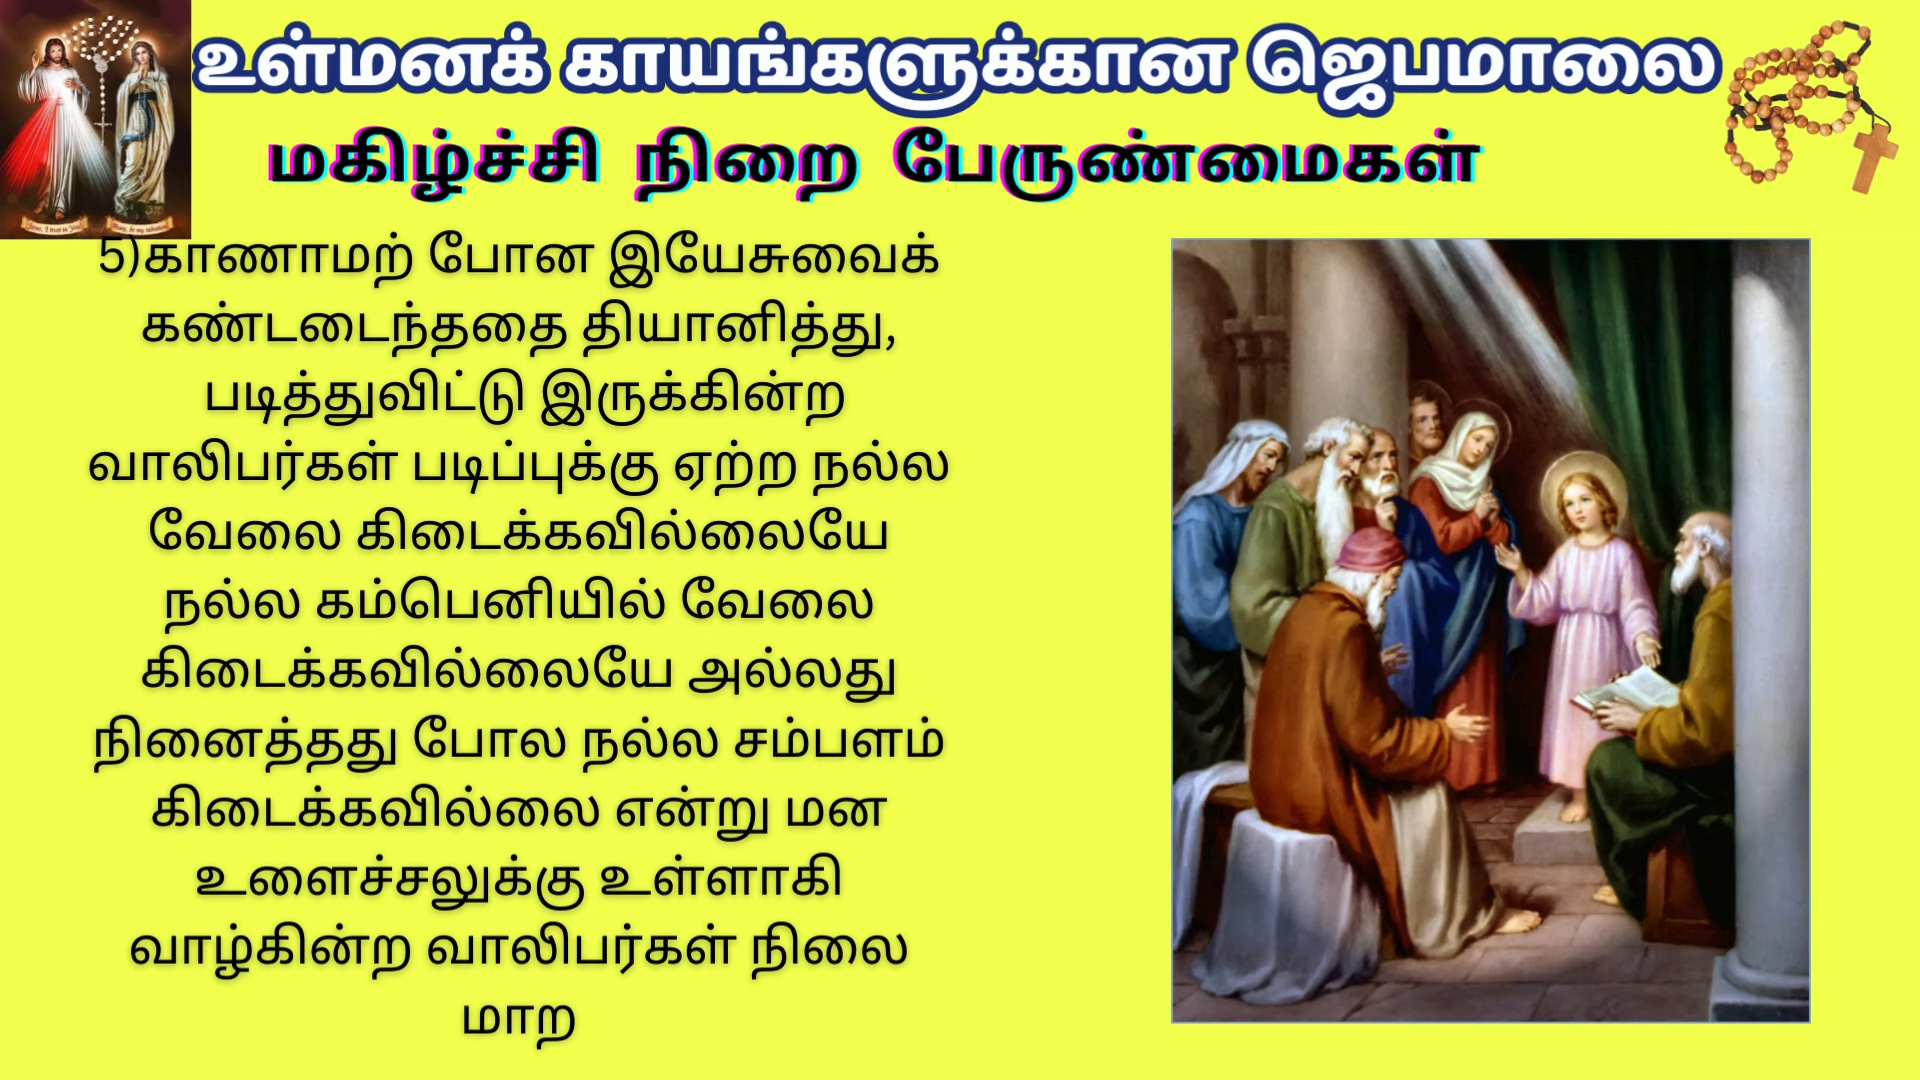 உள்மனக் காயங்களுக்கான ஜெபமாலை
மகிழ்ச்சி நிறை பேருண்மைகள்
5)காணாமற் போன இயேசுவைக்
கண்டடைந்ததை தியானித்து,
படித்துவிட்டு இருக்கின்ற
வாலிபர்கள் படிப்புக்கு ஏற்ற நல்ல
வேலை கிடைக்கவில்லையே
நல்ல கம்பெனியில் வேலை
கிடைக்கவில்லையே அல்லது
நினைத்தது போல நல்ல சம்பளம்
கிடைக்கவில்லை என்று மன
உளைச்சலுக்கு உள்ளாகி
வாழ்கின்ற வாலிபர்கள் நிலை
மாற